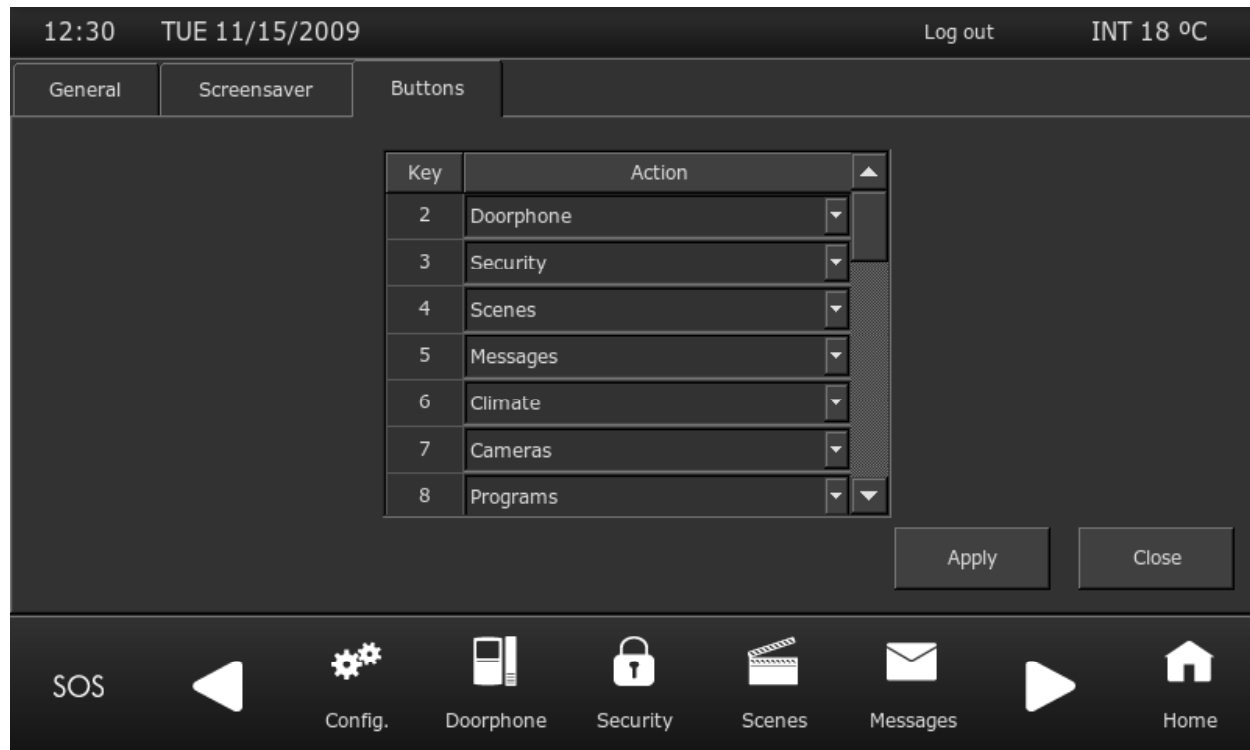 12:30 TUE 11/15/2009 Log out INT 18 ºC
General Screensaver Buttons
Key Action
2 Doorphone
3 Security
4 Scenes
5 Messages
6 Climate
7 Cameras
8 Programs
Apply Close
SOS Config. Doorphone Security Scenes Messages Home